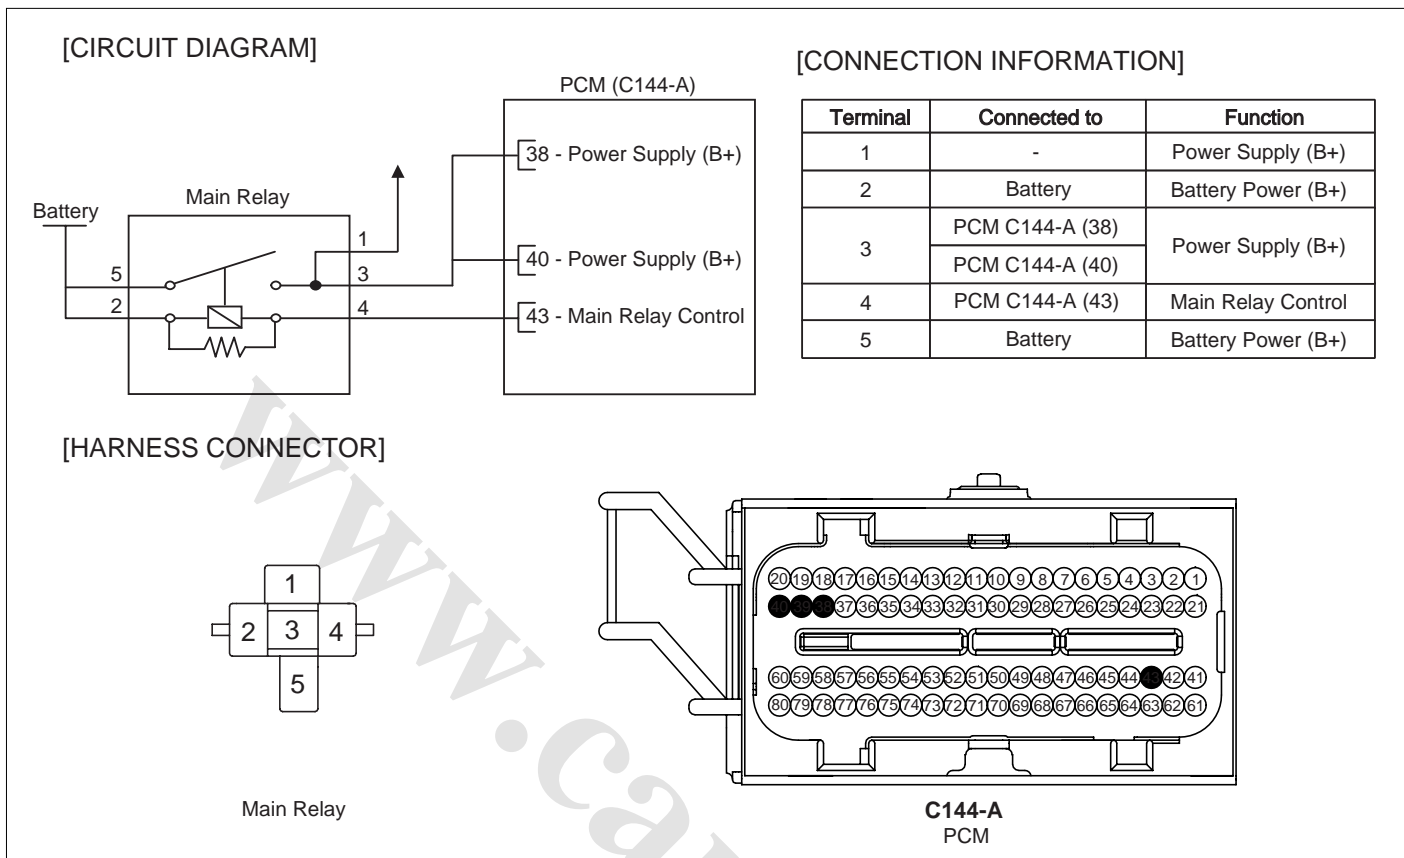 [CIRCUIT DIAGRAM]
PCM (C144-A)
38 - Power Supply (B+)
Main Relay
Battery
1
40 - Power Supply (B+)
5
3
2
4
43 - Main Relay Control
[CONNECTION INFORMATION]
Terminal Connected to Function
1 - Power Supply (B+)
2 Battery Battery Power (B+)
3 PCM C144-A (38) Power Supply (B+)
PCM C144-A (40)
4 PCM C144-A (43) Main Relay Control
5 Battery Battery Power (B+)
[HARNESS CONNECTOR]
1
2 3 4
5
Main Relay
20 19 18 17 16 15 14 13 12 11 10 9 8 7 6 5 4 3 2 1
40 39 38 37 36 35 34 33 32 31 30 29 28 27 26 25 24 23 22 21
60 59 58 57 56 55 54 53 52 51 50 49 48 47 46 45 44 43 42 41
80 79 78 77 76 75 74 73 72 71 70 69 68 67 66 65 64 63 62 61
C144-A
PCM
www.ca